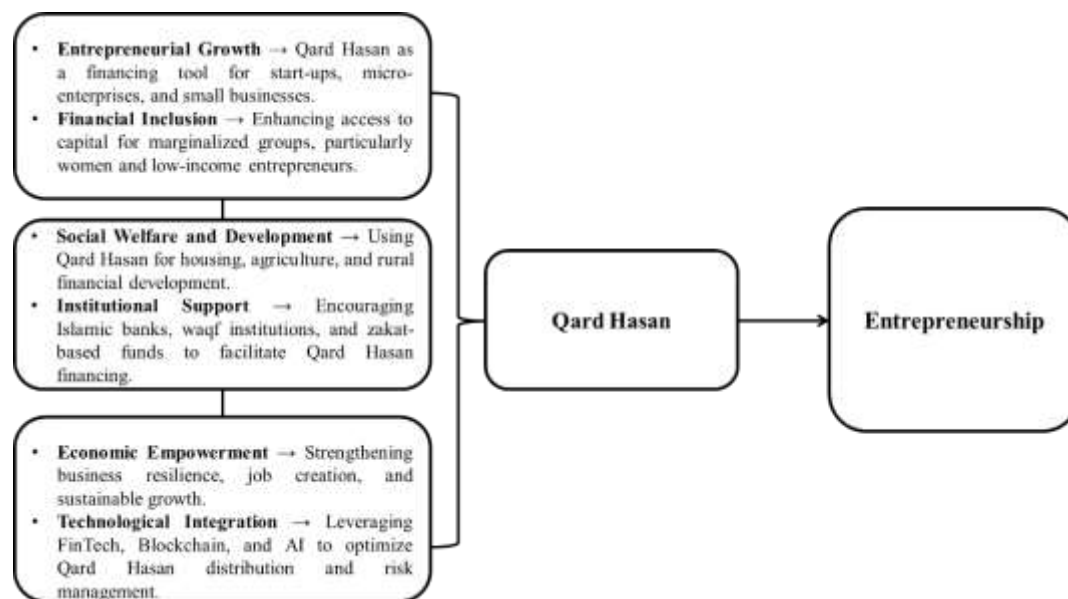 • Entrepreneurial Growth → Qard Hasan as
a financing tool for start-ups, micro-
enterprises, and small businesses.
• Financial Inclusion → Enhancing access to
capital for marginalized groups, particularly
women and low-income entrepreneurs.
• Social Welfare and Development → Using
Qard Hasan for housing, agriculture, and rural
financial development.
• Institutional Support → Encouraging
Islamic banks, waqf institutions, and zakat-
based funds to facilitate Qard Hasan
financing.
• Economic Empowerment → Strengthening
business resilience, job creation, and
sustainable growth.
• Technological Integration → Leveraging
FinTech, Blockchain, and AI to optimize
Qard Hasan distribution and risk
management.
Qard Hasan
Entrepreneurship